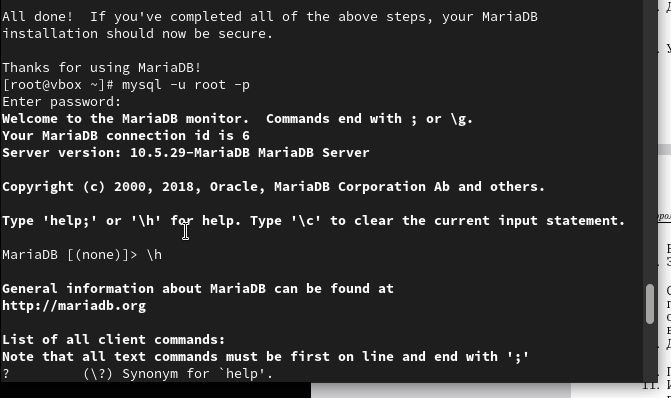 All done!  If you've completed all of the above steps, your MariaDB
installation should now be secure.
Thanks for using MariaDB!
[root@vbox ~]# mysql -u root -p
Enter password:
Welcome to the MariaDB monitor.  Commands end with ; or \g.
Your MariaDB connection id is 6
Server version: 10.5.29-MariaDB MariaDB Server
Copyright (c) 2000, 2018, Oracle, MariaDB Corporation Ab and others.
Type 'help;' or '\h' for help. Type '\c' to clear the current input statement.
MariaDB [(none)]> \h
General information about MariaDB can be found at
http://mariadb.org
List of all client commands:
Note that all text commands must be first on line and end with ';'
?         (\?) Synonym for `help'.
11.